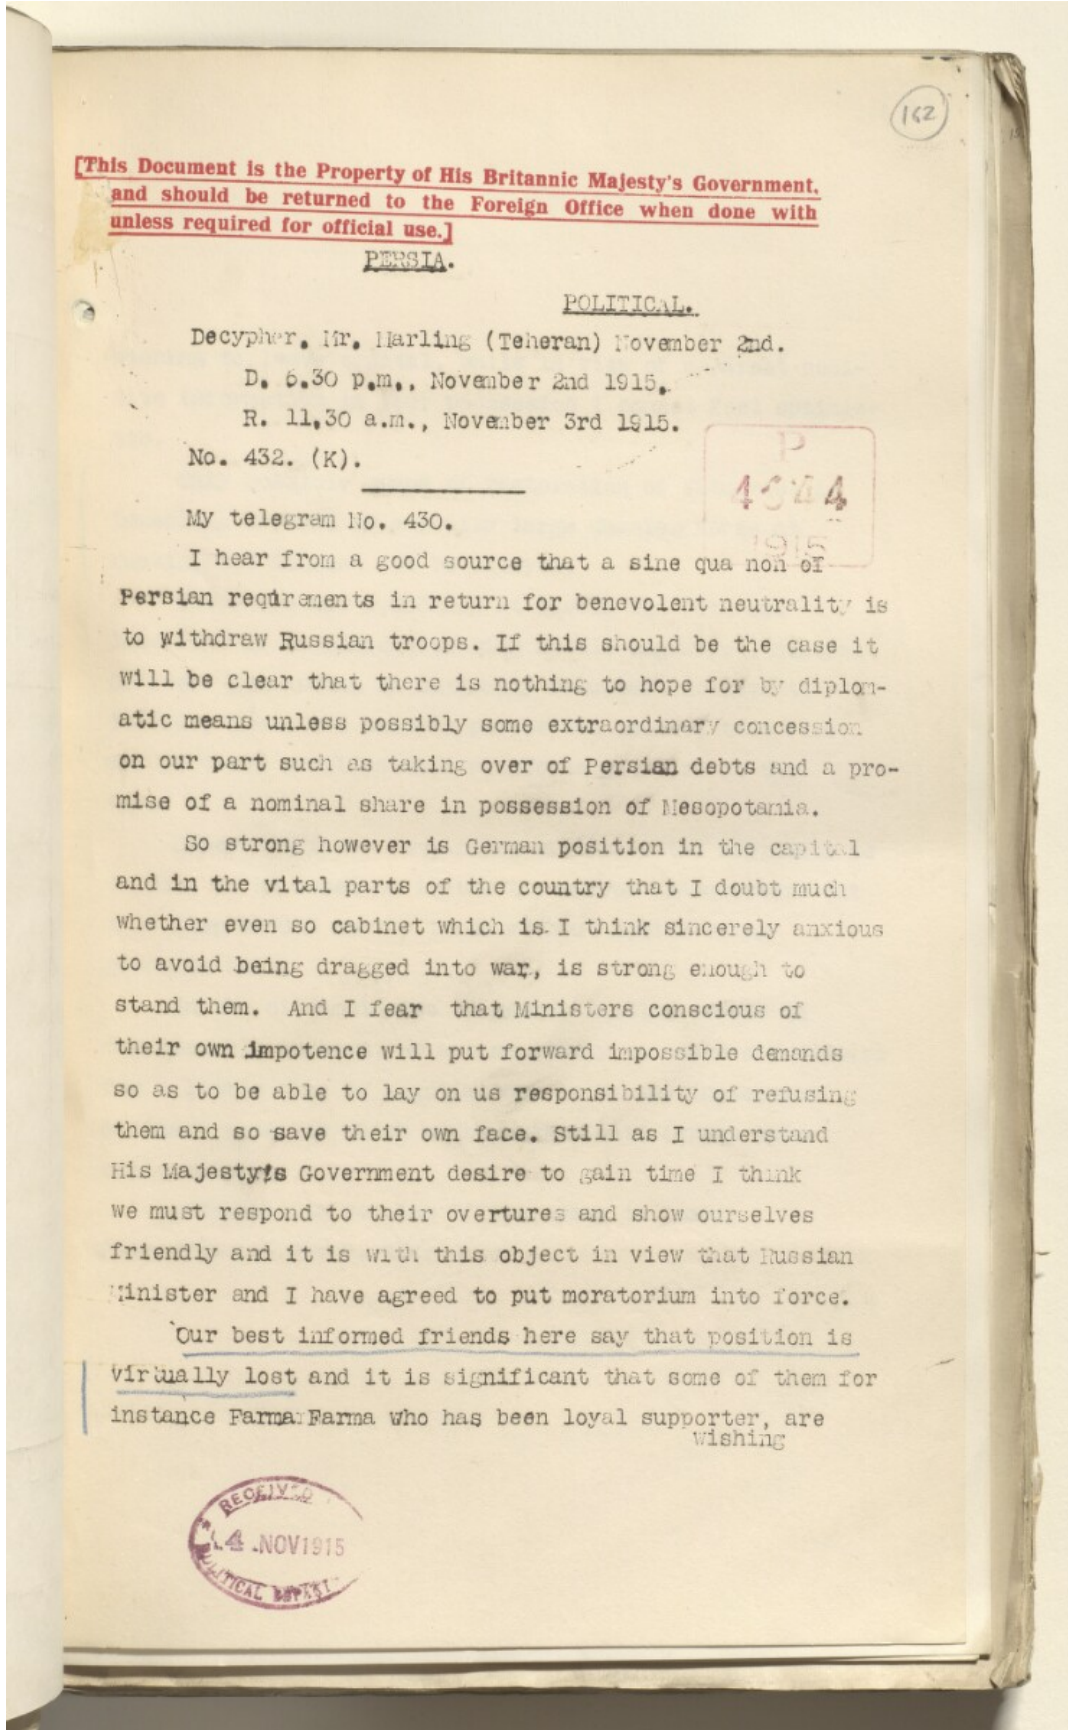 162
[This Document is the Property of His Britannic Majesty's Government,
and should be returned to the Foreign Office when done with
unless required for official use.]
PERSIA.
POLITICAL.
Decypher. Mr. Marling (Teheran) November 2nd.
D. 6.30 p.m., November 2nd 1915.
R. 11.30 a.m., November 3rd 1915.
No. 432. (K).
P
4
1915
My telegram No. 430.
I hear from a good source that a sine qua non of
Persian requirements in return for benevolent neutrality is
to withdraw Russian troops. If this should be the case it
will be clear that there is nothing to hope for by diplom-
atic means unless possibly some extraordinary concession
on our part such as taking over of Persian debts and a pro-
mise of a nominal share in possession of Mesopotamia.
So strong however is German position in the capital
and in the vital parts of the country that I doubt much
whether even so cabinet which is I think sincerely anxious
to avoid being dragged into war, is strong enough to
stand them. And I fear that Ministers conscious of
their own impotence will put forward impossible demands
so as to be able to lay on us responsibility of refusing
them and so save their own face. Still as I understand
His Majesty's Government desire to gain time I think
we must respond to their overtures and show ourselves
friendly and it is with this object in view that Russian
Minister and I have agreed to put moratorium into force.
Our best informed friends here say that position is
virtually lost and it is significant that some of them for
instance Farma Farma who has been loyal supporter, are
wishing
RECEIVED
4 NOV 1915
POLITICAL DEPART